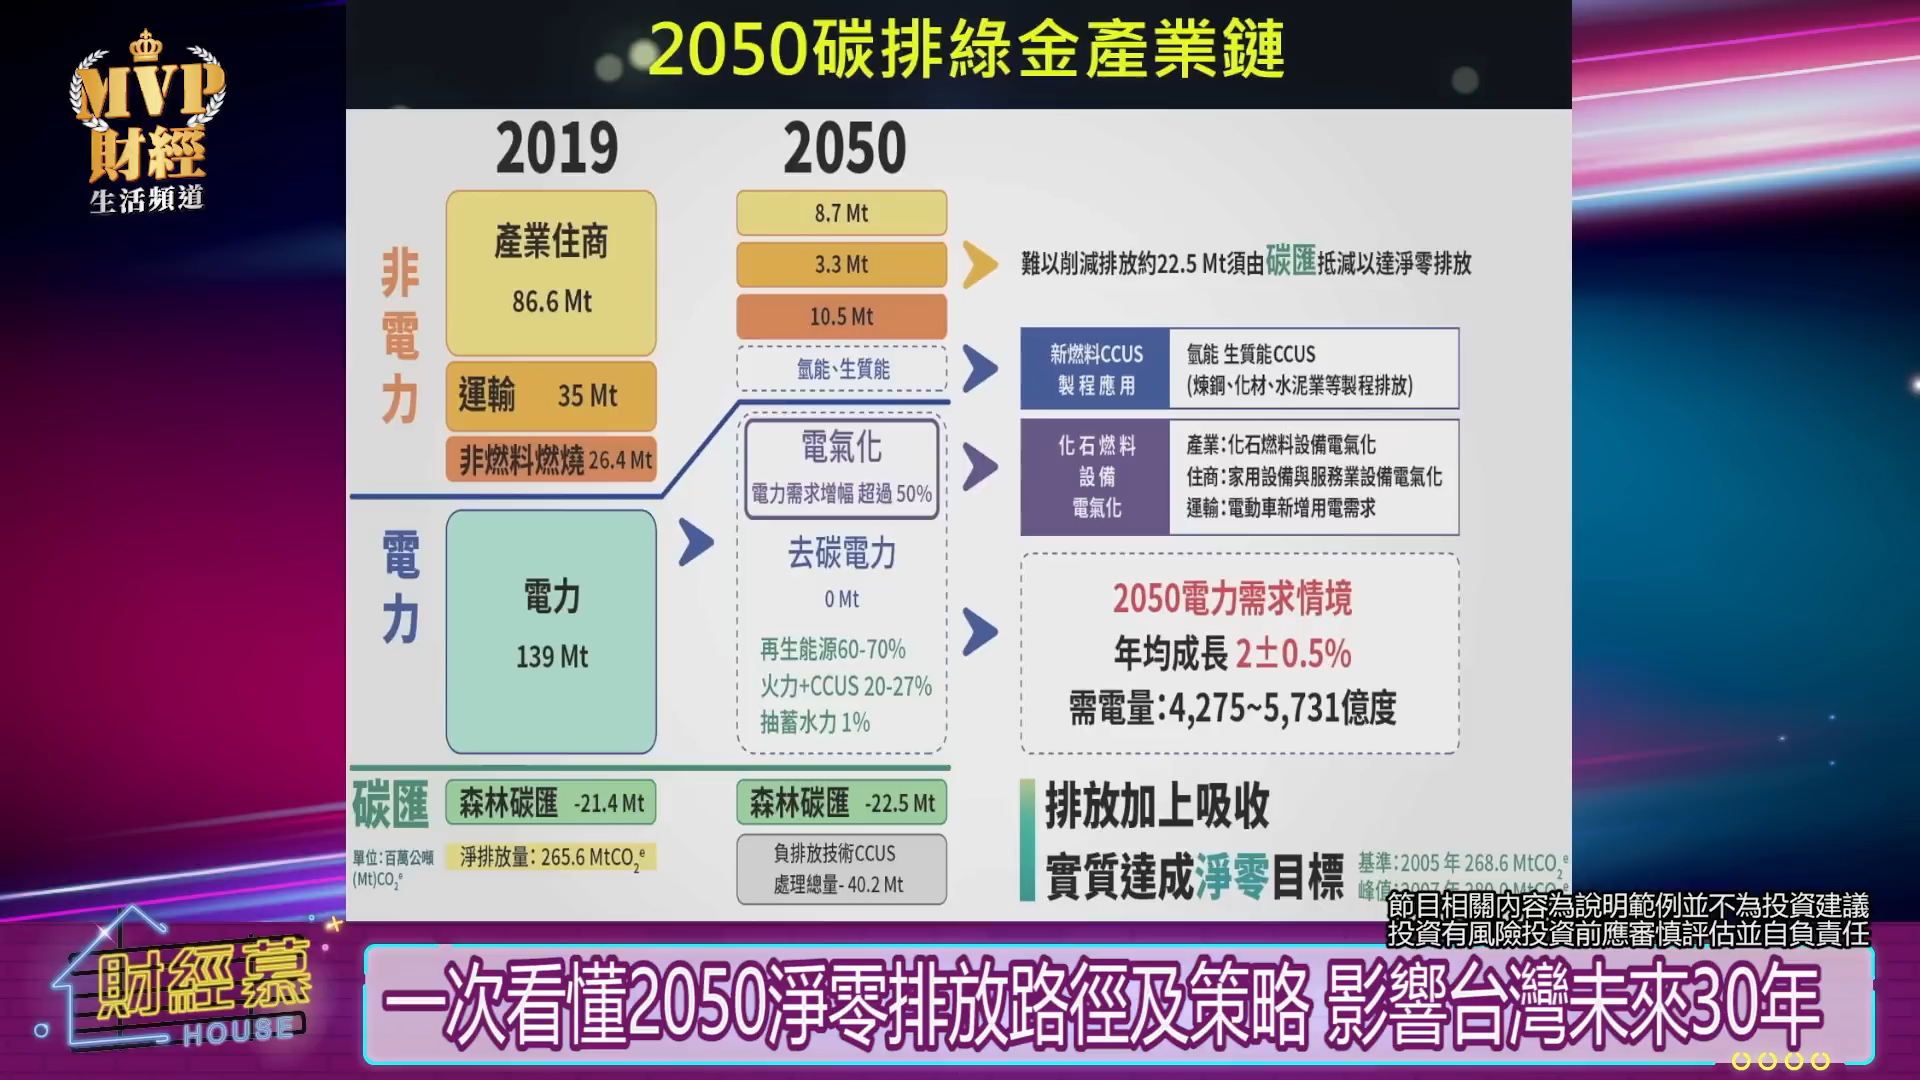 2050碳排綠金產業鏈
MVP
財經
生活頻道
2019
2050
非電力
產業住商
86.6 Mt
運輸 35 Mt
非燃料燃燒 26.4 Mt
8.7 Mt
3.3 Mt
10.5 Mt
氫能、生質能
難以削減排放約22.5 Mt須由碳匯抵減以達淨零排放
新燃料CCUS
製程應用
氫能 生質能CCUS
(煉鋼、化材、水泥業等製程排放)
電力
電力
139 Mt
電氣化
電力需求增幅 超過 50%
去碳電力
0 Mt
再生能源60-70%
火力+CCUS 20-27%
抽蓄水力 1%
化石燃料
設備
電氣化
產業：化石燃料設備電氣化
住商：家用設備與服務業設備電氣化
運輸：電動車新增用電需求
2050電力需求情境
年均成長 2±0.5%
需電量：4,275~5,731億度
碳匯
單位：百萬公噸
(Mt)CO₂ᵉ
森林碳匯 -21.4 Mt
淨排放量：265.6 MtCO₂ᵉ
森林碳匯 -22.5 Mt
負排放技術CCUS
處理總量- 40.2 Mt
排放加上吸收
實質達成淨零目標
基準：2005 年 268.6 MtCO₂ᵉ
節目相關內容為說明範例並不為投資建議
投資有風險投資前應審慎評估並自負責任
財經慕
HOUSE
一次看懂2050淨零排放路徑及策略 影響台灣未來30年